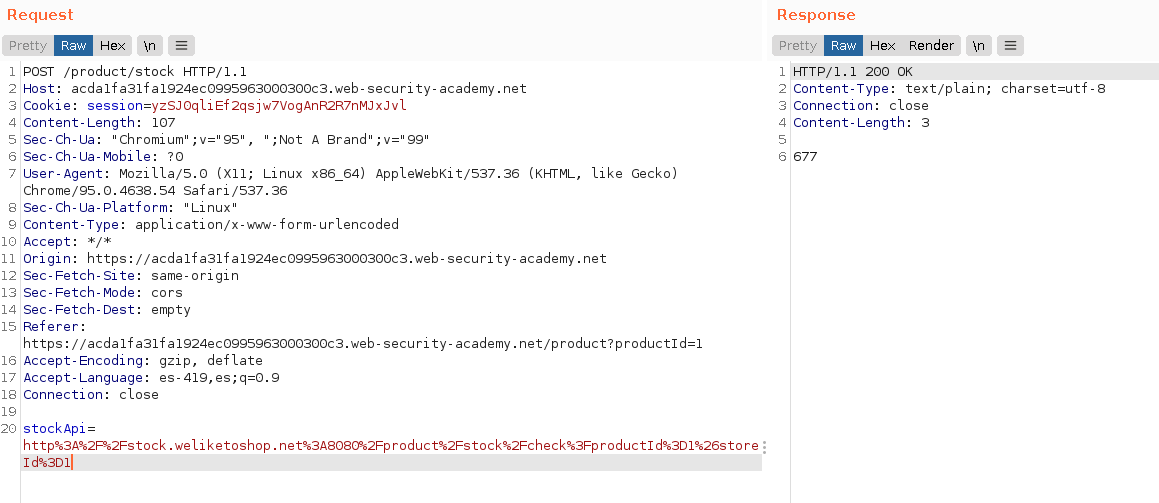 Request
Pretty Raw Hex \n
1 POST /product/stock HTTP/1.1
2 Host: acda1fa31fa1924ec0995963000300c3.web-security-academy.net
3 Cookie: session=yzSJ0qliEf2qsjw7VogAnR2R7nMJxJvl
4 Content-Length: 107
5 Sec-Ch-Ua: "Chromium";v="95", ";Not A Brand";v="99"
6 Sec-Ch-Ua-Mobile: ?0
7 User-Agent: Mozilla/5.0 (X11; Linux x86_64) AppleWebKit/537.36 (KHTML, like Gecko)
Chrome/95.0.4638.54 Safari/537.36
8 Sec-Ch-Ua-Platform: "Linux"
9 Content-Type: application/x-www-form-urlencoded
10 Accept: */*
11 Origin: https://acda1fa31fa1924ec0995963000300c3.web-security-academy.net
12 Sec-Fetch-Site: same-origin
13 Sec-Fetch-Mode: cors
14 Sec-Fetch-Dest: empty
15 Referer:
https://acda1fa31fa1924ec0995963000300c3.web-security-academy.net/product?productId=1
16 Accept-Encoding: gzip, deflate
17 Accept-Language: es-419,es;q=0.9
18 Connection: close
19
20 stockApi=
http%3A%2F%2Fstock.weliketoshop.net%3A8080%2Fproduct%2Fstock%2Fcheck%3FproductId%3D1%26store
Id%3D1
Response
Pretty Raw Hex Render \n
1 HTTP/1.1 200 OK
2 Content-Type: text/plain; charset=utf-8
3 Connection: close
4 Content-Length: 3
5
6 677